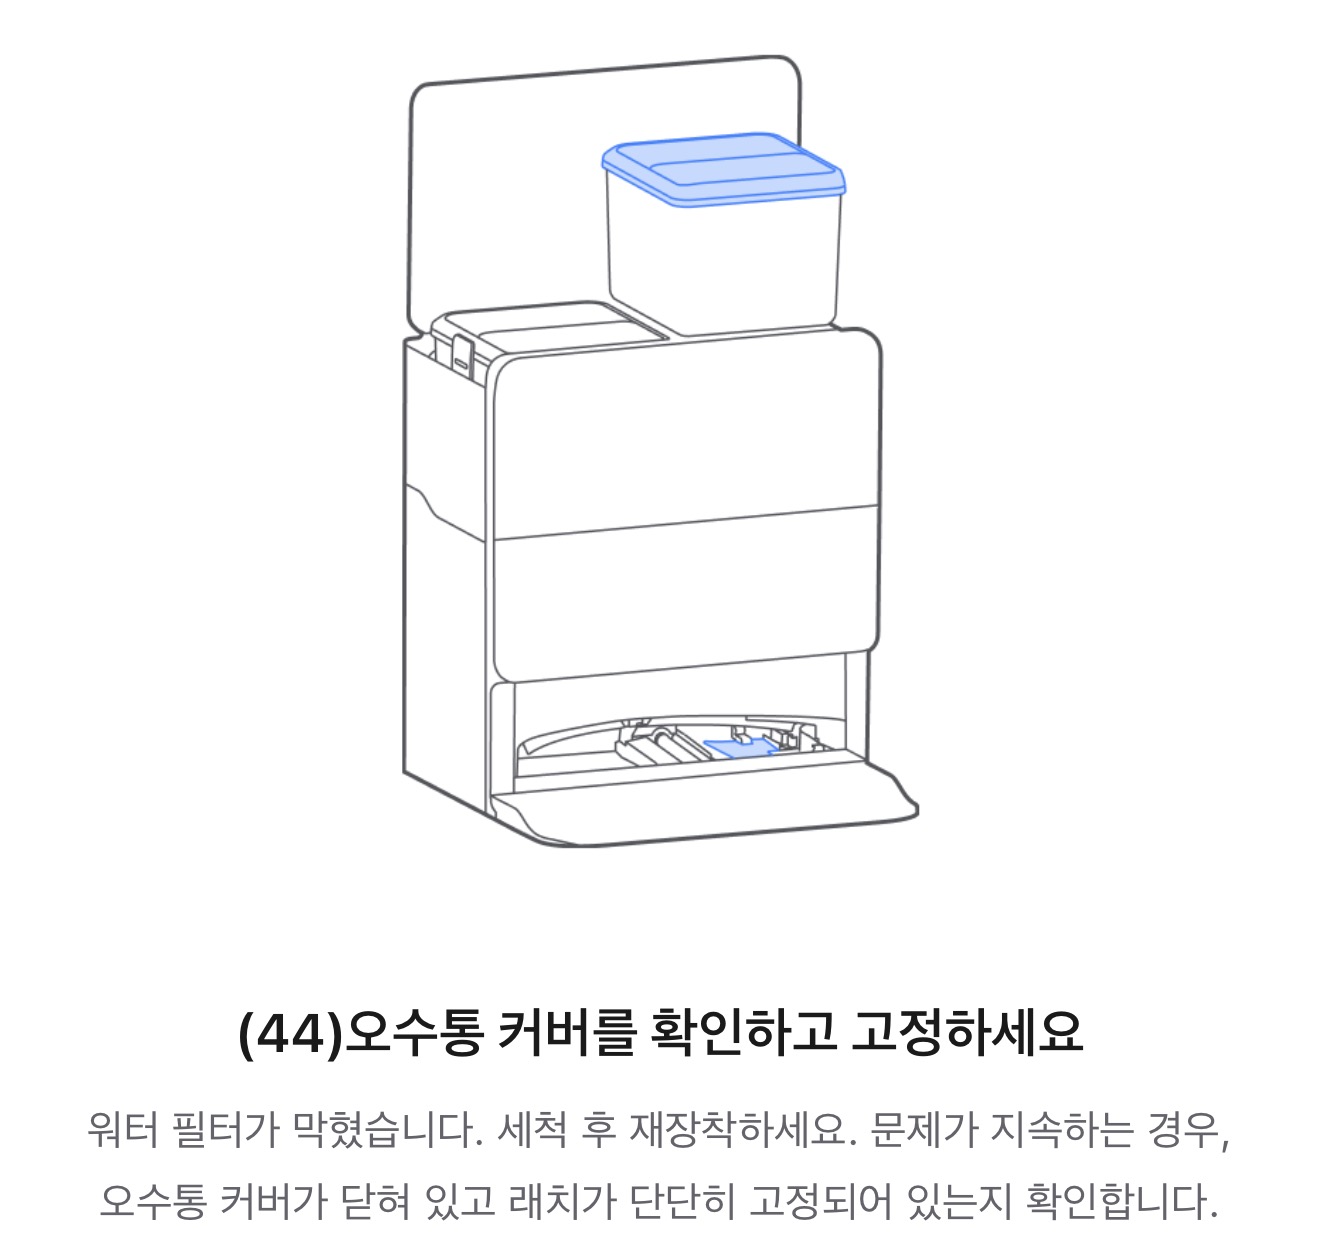 (44)오수통 커버를 확인하고 고정하세요
워터 필터가 막혔습니다. 세척 후 재장착하세요. 문제가 지속하는 경우,
오수통 커버가 닫혀 있고 래치가 단단히 고정되어 있는지 확인합니다.